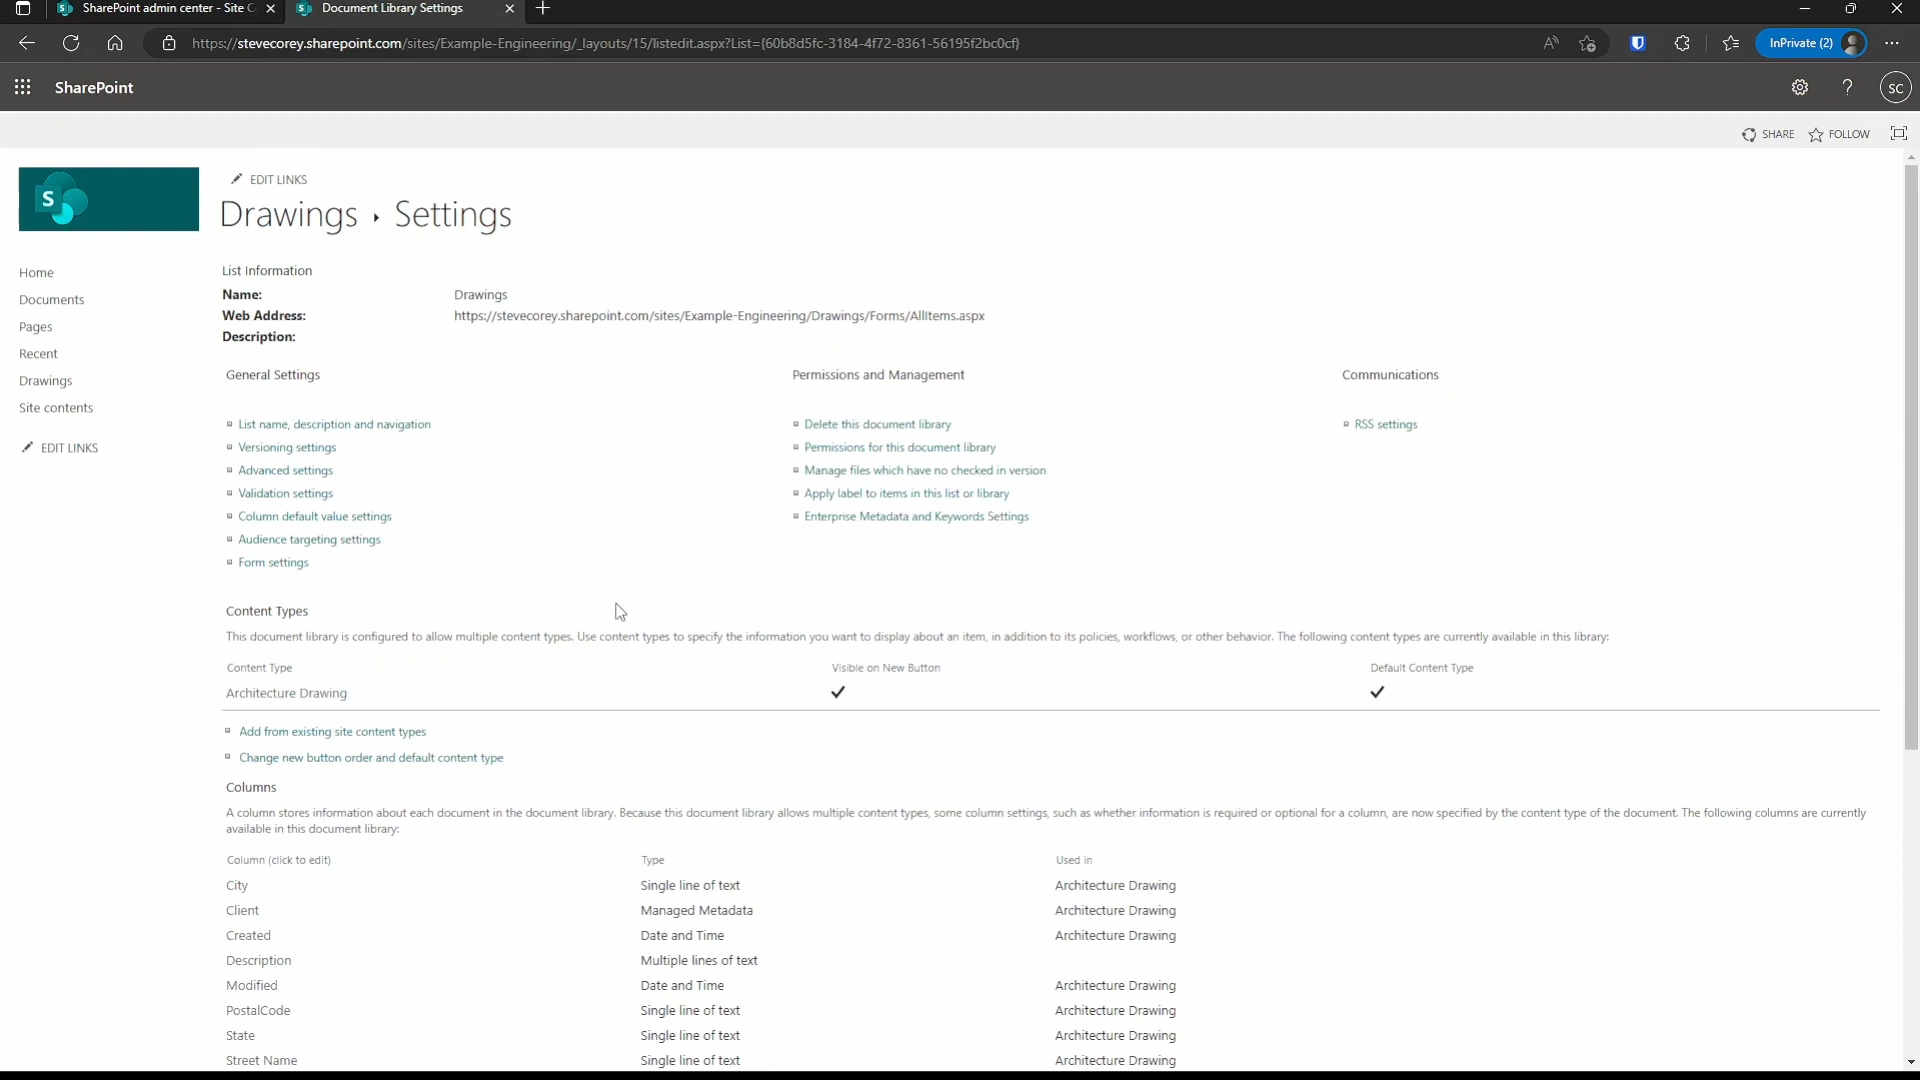 SharePoint admin center - Site C
Document Library Settings
https://stevecorey.sharepoint.com/sites/Example-Engineering/_layouts/15/listedit.aspx?List={60b8d5fc-3184-4f72-8361-56195f2bc0cf}
InPrivate (2)
SharePoint
?
SC
SHARE
FOLLOW
S
EDIT LINKS
Drawings ▸ Settings
Home
Documents
Pages
Recent
Drawings
Site contents
EDIT LINKS
List Information
Name: Drawings
Web Address: https://stevecorey.sharepoint.com/sites/Example-Engineering/Drawings/Forms/AllItems.aspx
Description:
General Settings
List name, description and navigation
Versioning settings
Advanced settings
Validation settings
Column default value settings
Audience targeting settings
Form settings
Permissions and Management
Delete this document library
Permissions for this document library
Manage files which have no checked in version
Apply label to items in this list or library
Enterprise Metadata and Keywords Settings
Communications
RSS settings
Content Types
This document library is configured to allow multiple content types. Use content types to specify the information you want to display about an item, in addition to its policies, workflows, or other behavior. The following content types are currently available in this library:
Content Type Visible on New Button Default Content Type
Architecture Drawing ✓ ✓
Add from existing site content types
Change new button order and default content type
Columns
A column stores information about each document in the document library. Because this document library allows multiple content types, some column settings, such as whether information is required or optional for a column, are now specified by the content type of the document. The following columns are currently
available in this document library:
Column (click to edit) Type Used in
City Single line of text Architecture Drawing
Client Managed Metadata Architecture Drawing
Created Date and Time Architecture Drawing
Description Multiple lines of text
Modified Date and Time Architecture Drawing
PostalCode Single line of text Architecture Drawing
State Single line of text Architecture Drawing
Street Name Single line of text Architecture Drawing